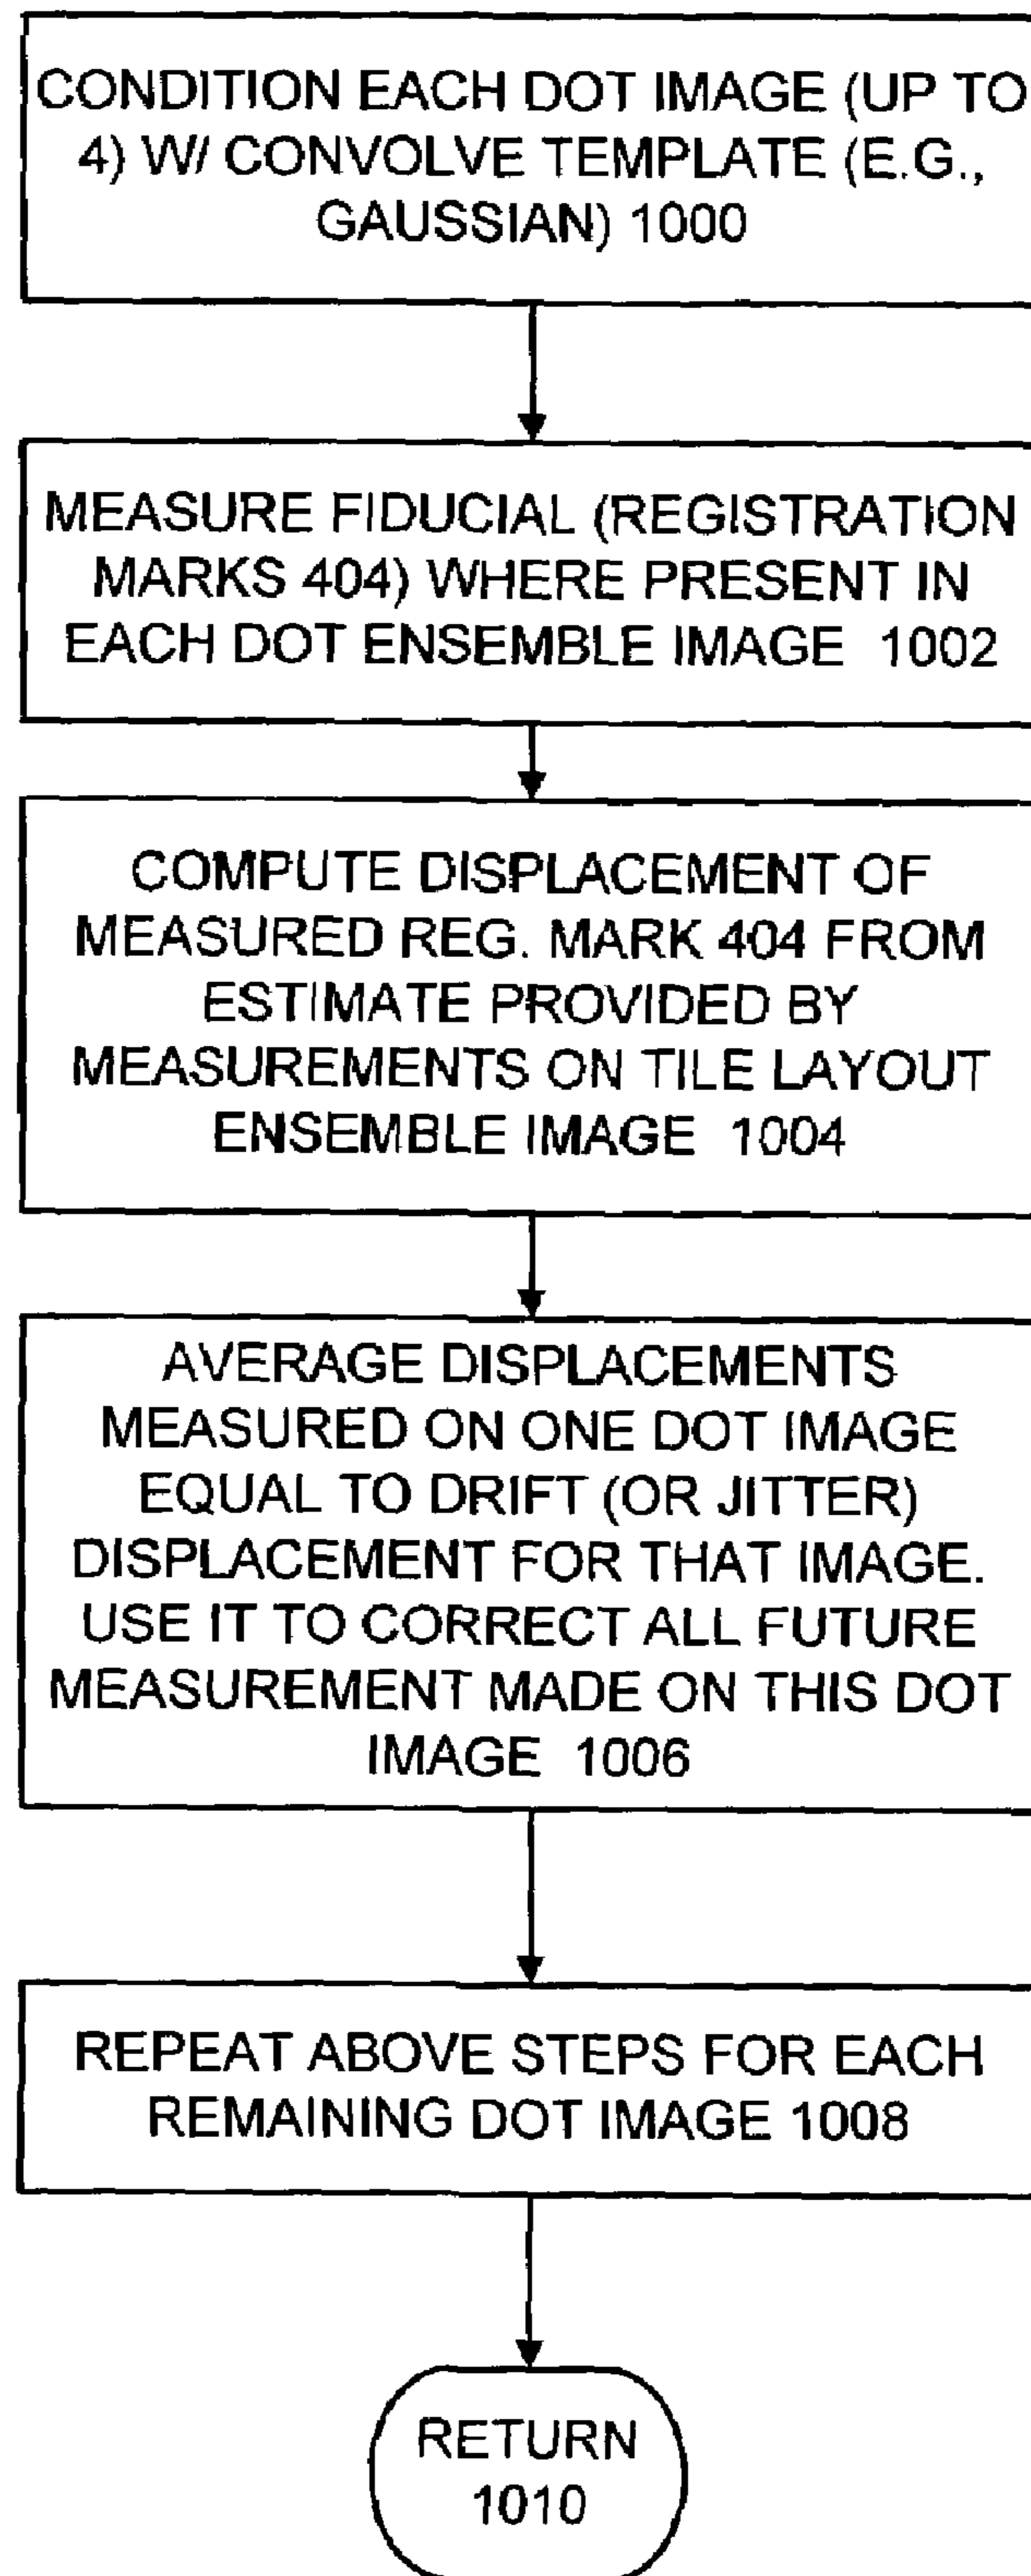 CONDITION EACH DOT IMAGE (UP TO
4) W/ CONVOLVE TEMPLATE (E.G.,
GAUSSIAN) 1000
MEASURE FIDUCIAL (REGISTRATION
MARKS 404) WHERE PRESENT IN
EACH DOT ENSEMBLE IMAGE 1002
COMPUTE DISPLACEMENT OF
MEASURED REG. MARK 404 FROM
ESTIMATE PROVIDED BY
MEASUREMENTS ON TILE LAYOUT
ENSEMBLE IMAGE 1004
AVERAGE DISPLACEMENTS
MEASURED ON ONE DOT IMAGE
EQUAL TO DRIFT (OR JITTER)
DISPLACEMENT FOR THAT IMAGE.
USE IT TO CORRECT ALL FUTURE
MEASUREMENT MADE ON THIS DOT
IMAGE 1006
REPEAT ABOVE STEPS FOR EACH
REMAINING DOT IMAGE 1008
RETURN
1010